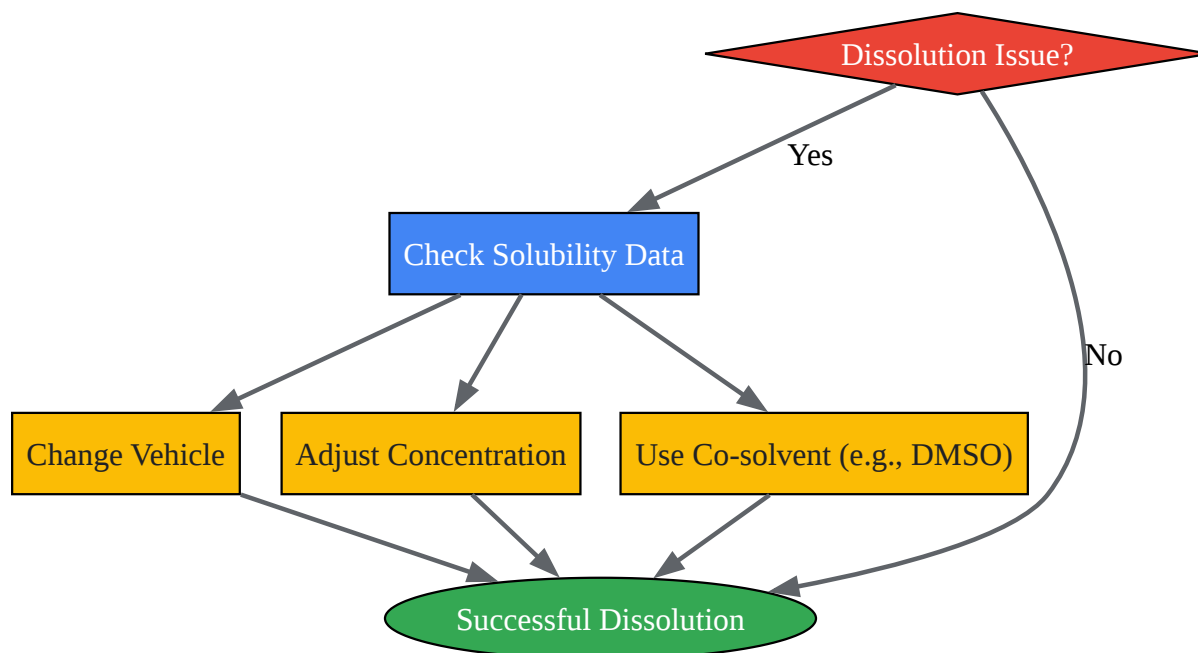 Dissolution Issue?
Yes
Check Solubility Data
No
Change Vehicle
Adjust Concentration
Use Co-solvent (e.g., DMSO)
Successful Dissolution